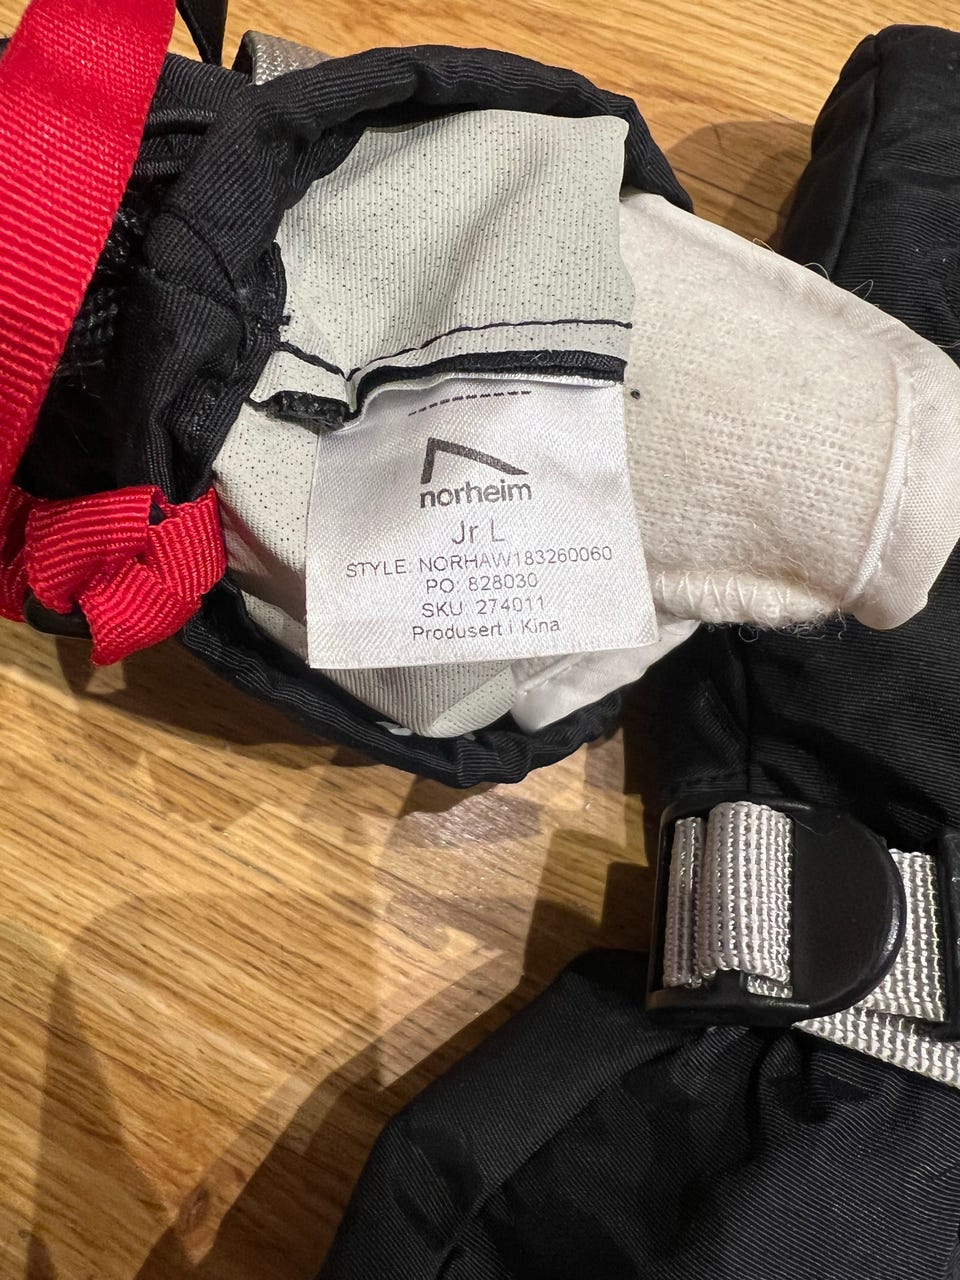 norheim
Jr L
STYLE: NORHAW183260060
PO: 828030
SKU: 274011
Produsert i Kina